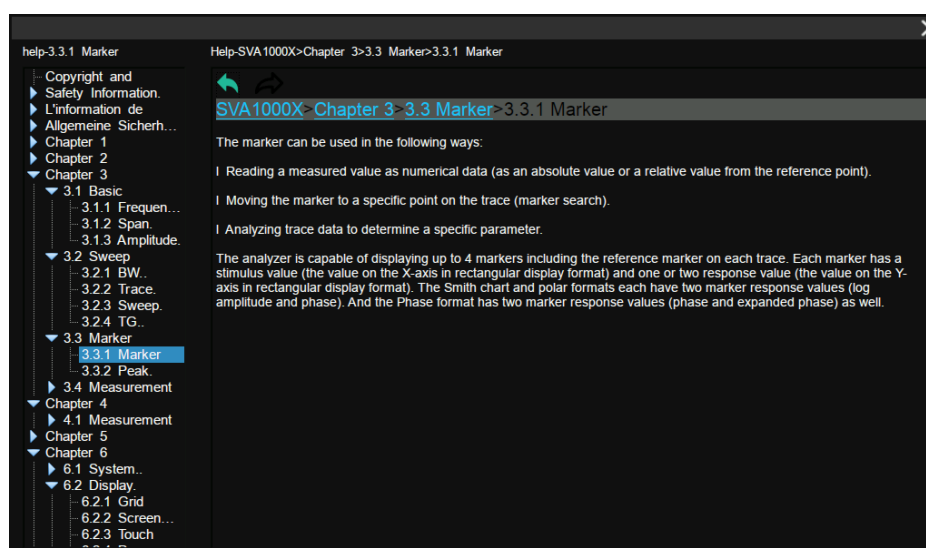 help-3.3.1 Marker
Help-SVA1000X>Chapter 3>3.3 Marker>3.3.1 Marker
Copyright and
Safety Information.
L'information de
Allgemeine Sicherh...
Chapter 1
Chapter 2
Chapter 3
3.1 Basic
3.1.1 Frequen...
3.1.2 Span.
3.1.3 Amplitude.
3.2 Sweep
3.2.1 BW..
3.2.2 Trace.
3.2.3 Sweep.
3.2.4 TG..
3.3 Marker
3.3.1 Marker
3.3.2 Peak.
3.4 Measurement
Chapter 4
4.1 Measurement
Chapter 5
Chapter 6
6.1 System..
6.2 Display.
6.2.1 Grid
6.2.2 Screen...
6.2.3 Touch
SVA1000X>Chapter 3>3.3 Marker>3.3.1 Marker
The marker can be used in the following ways:
l Reading a measured value as numerical data (as an absolute value or a relative value from the reference point).
l Moving the marker to a specific point on the trace (marker search).
l Analyzing trace data to determine a specific parameter.
The analyzer is capable of displaying up to 4 markers including the reference marker on each trace. Each marker has a
stimulus value (the value on the X-axis in rectangular display format) and one or two response value (the value on the Y-
axis in rectangular display format). The Smith chart and polar formats each have two marker response values (log
amplitude and phase). And the Phase format has two marker response values (phase and expanded phase) as well.